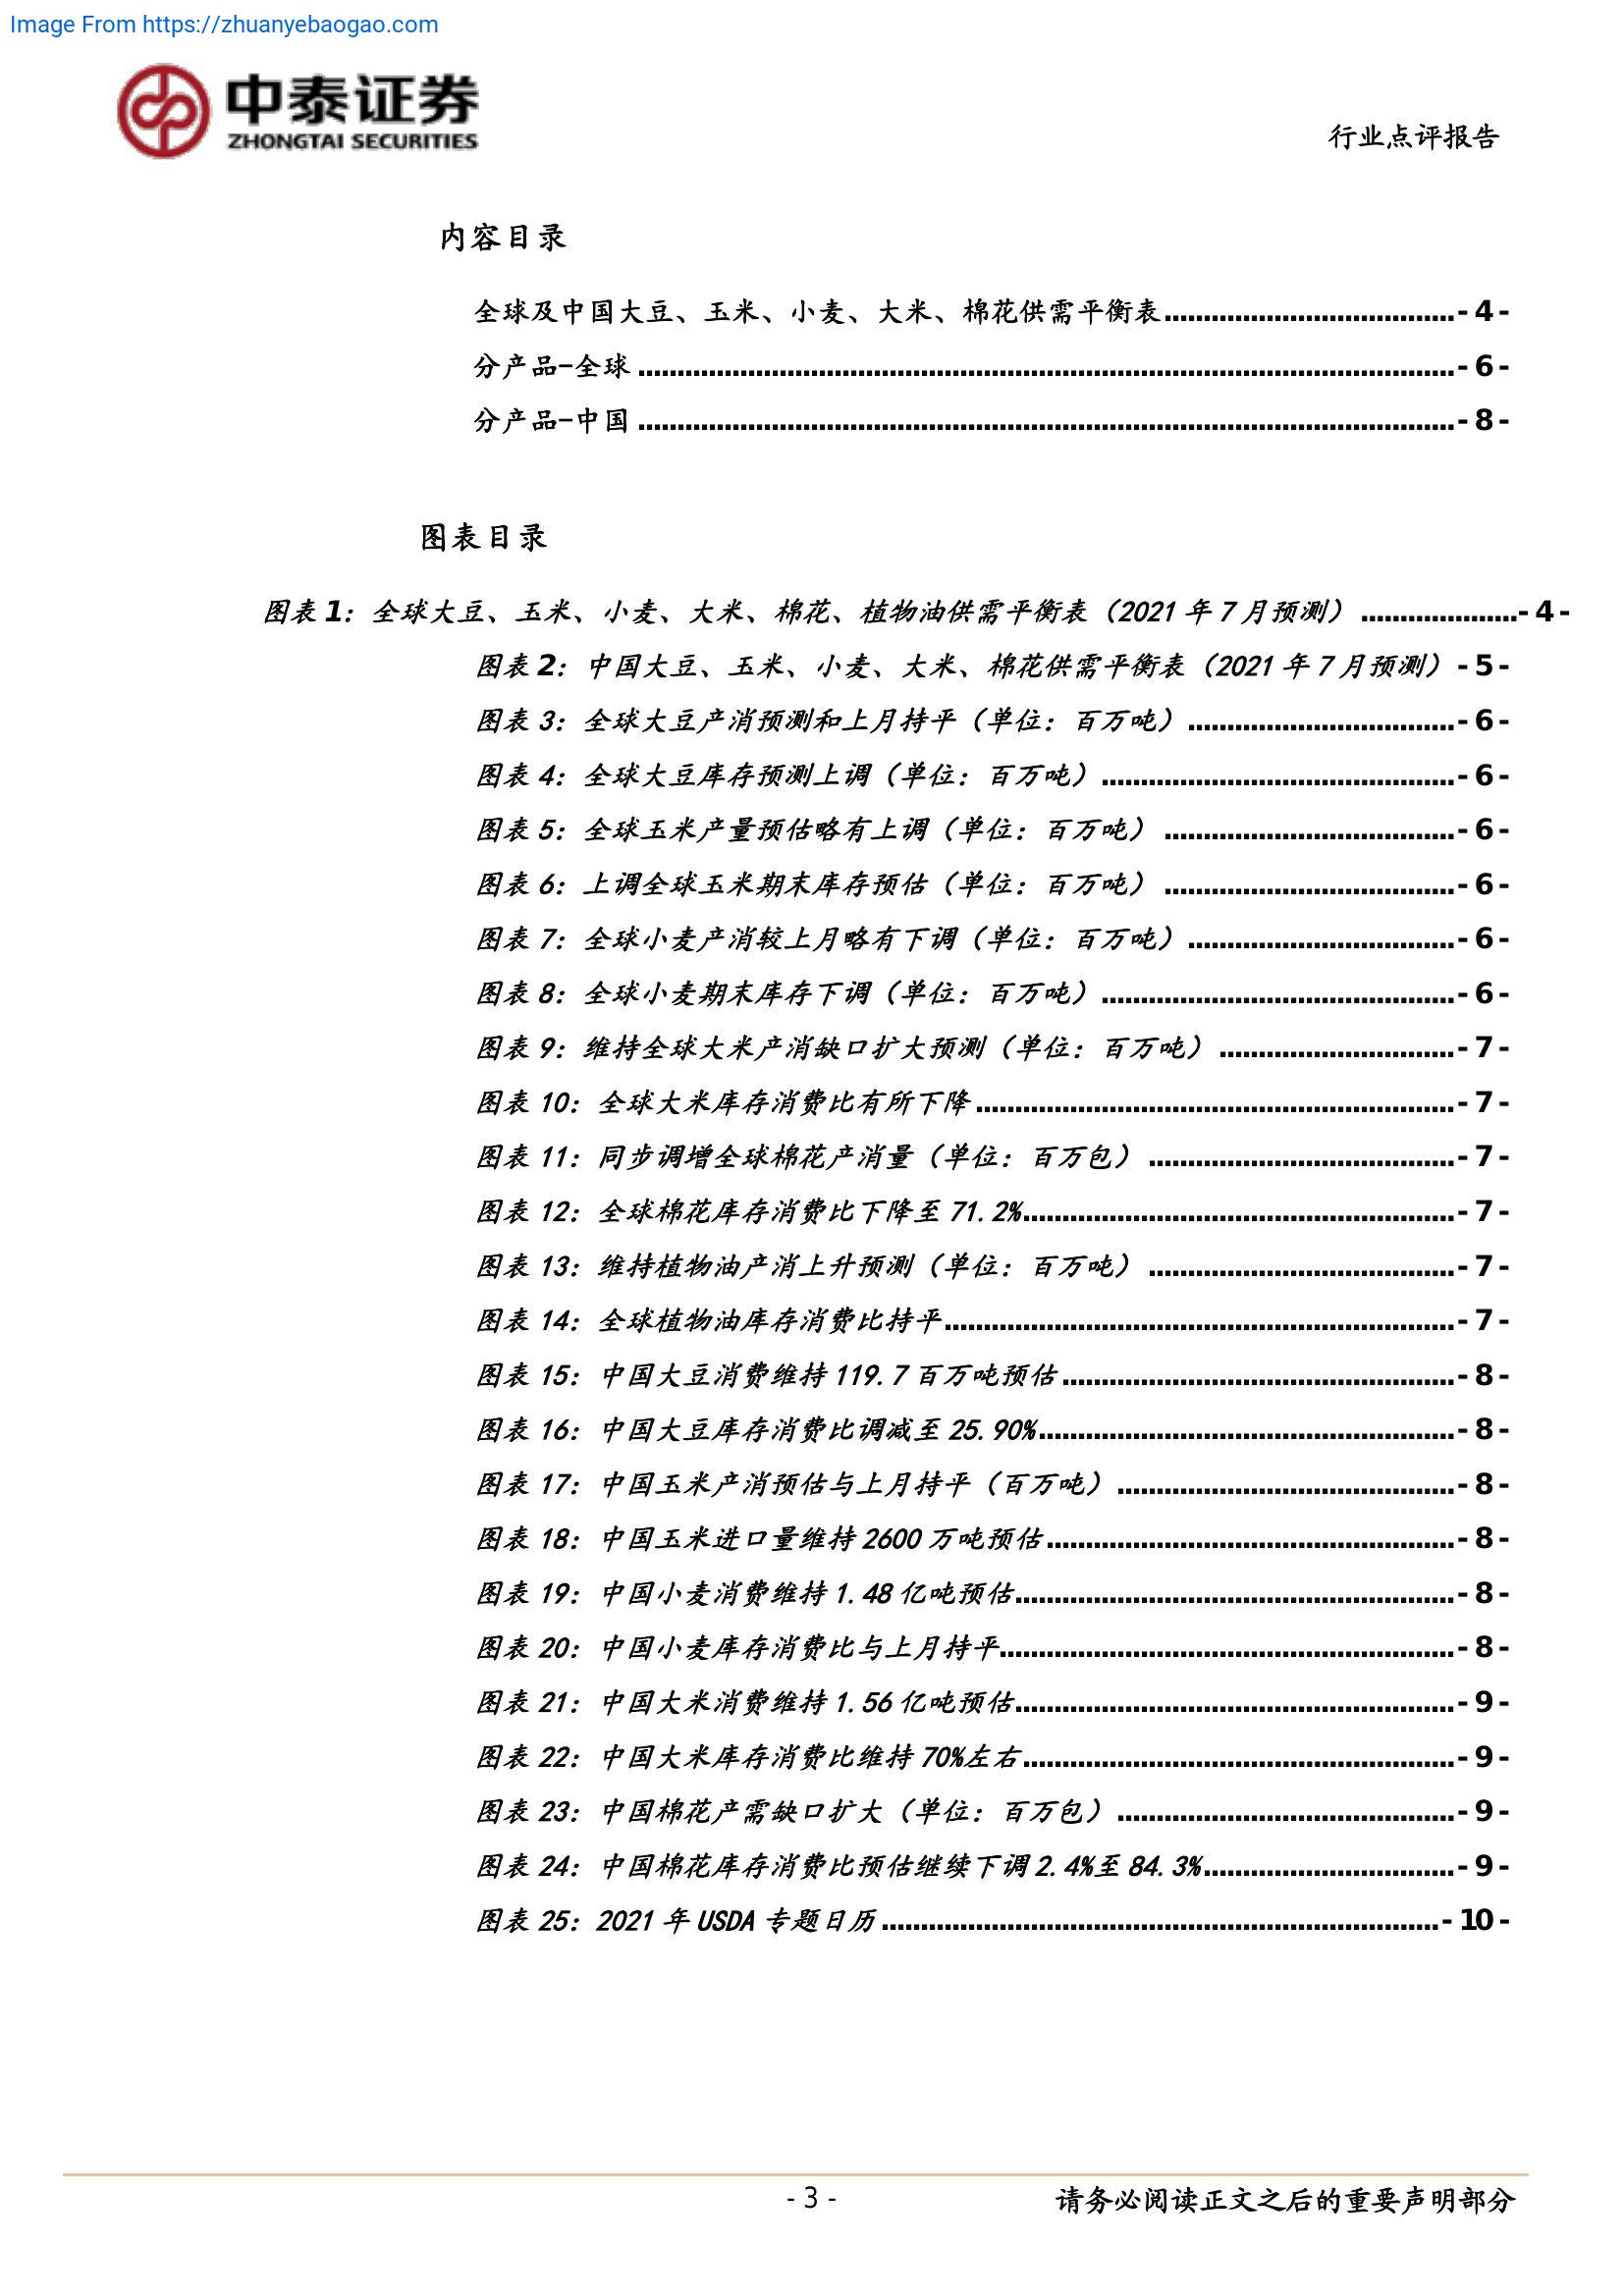 Image From https://zhuanyebaogao.com
中泰证券
ZHONGTAI SECURITIES
行业点评报告
内容目录
全球及中国大豆、玉米、小麦、大米、棉花供需平衡表.....................................- 4 -
分产品-全球 ........................................................................................................- 6 -
分产品-中国 ........................................................................................................- 8 -
图表目录
图表 1：全球大豆、玉米、小麦、大米、棉花、植物油供需平衡表（2021 年 7 月预测） ....................- 4 -
图表 2：中国大豆、玉米、小麦、大米、棉花供需平衡表（2021 年 7 月预测） - 5 -
图表 3：全球大豆产消预测和上月持平（单位：百万吨） ..................................- 6 -
图表 4：全球大豆库存预测上调（单位：百万吨） .............................................- 6 -
图表 5：全球玉米产量预估略有上调（单位：百万吨） .....................................- 6 -
图表 6：上调全球玉米期末库存预估（单位：百万吨） .....................................- 6 -
图表 7：全球小麦产消较上月略有下调（单位：百万吨） ..................................- 6 -
图表 8：全球小麦期末库存下调（单位：百万吨） .............................................- 6 -
图表 9：维持全球大米产消缺口扩大预测（单位：百万吨） ..............................- 7 -
图表 10：全球大米库存消费比有所下降 .............................................................- 7 -
图表 11：同步调增全球棉花产消量（单位：百万包） .......................................- 7 -
图表 12：全球棉花库存消费比下降至 71.2%.......................................................- 7 -
图表 13：维持植物油产消上升预测（单位：百万吨） .......................................- 7 -
图表 14：全球植物油库存消费比持平.................................................................- 7 -
图表 15：中国大豆消费维持 119.7 百万吨预估 ..................................................- 8 -
图表 16：中国大豆库存消费比调减至 25.90%.....................................................- 8 -
图表 17：中国玉米产消预估与上月持平（百万吨） ...........................................- 8 -
图表 18：中国玉米进口量维持 2600 万吨预估 ....................................................- 8 -
图表 19：中国小麦消费维持 1.48 亿吨预估........................................................- 8 -
图表 20：中国小麦库存消费比与上月持平..........................................................- 8 -
图表 21：中国大米消费维持 1.56 亿吨预估........................................................- 9 -
图表 22：中国大米库存消费比维持 70%左右.......................................................- 9 -
图表 23：中国棉花产需缺口扩大（单位：百万包） ...........................................- 9 -
图表 24：中国棉花库存消费比预估继续下调 2.4%至 84.3%................................- 9 -
图表 25：2021 年 USDA 专题日历 .......................................................................- 10 -
- 3 -
请务必阅读正文之后的重要声明部分